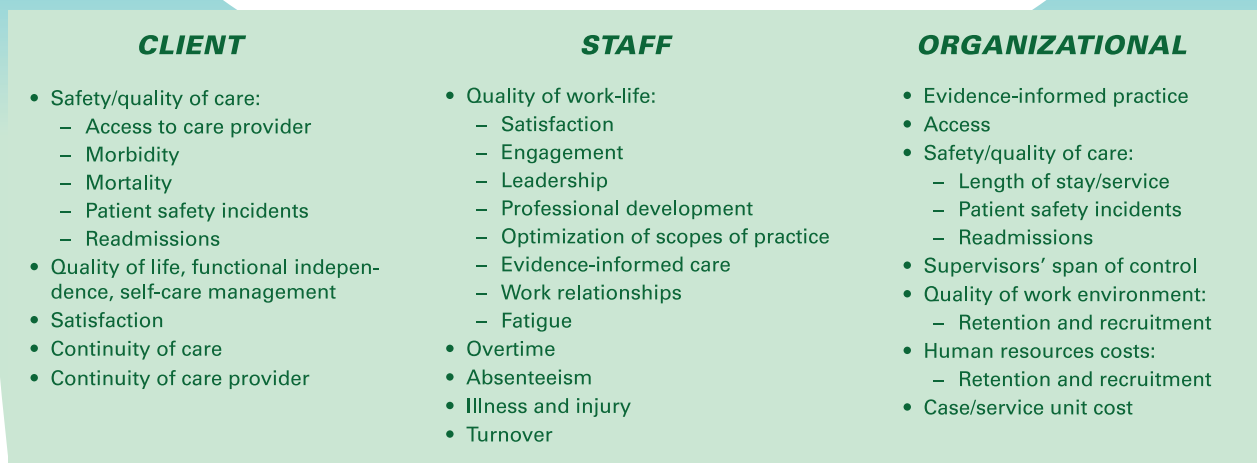 CLIENT
• Safety/quality of care:
– Access to care provider
– Morbidity
– Mortality
– Patient safety incidents
– Readmissions
• Quality of life, functional indepen-
dence, self-care management
• Satisfaction
• Continuity of care
• Continuity of care provider
STAFF
• Quality of work-life:
– Satisfaction
– Engagement
– Leadership
– Professional development
– Optimization of scopes of practice
– Evidence-informed care
– Work relationships
– Fatigue
• Overtime
• Absenteeism
• Illness and injury
• Turnover
ORGANIZATIONAL
• Evidence-informed practice
• Access
• Safety/quality of care:
– Length of stay/service
– Patient safety incidents
– Readmissions
• Supervisors’ span of control
• Quality of work environment:
– Retention and recruitment
• Human resources costs:
– Retention and recruitment
• Case/service unit cost